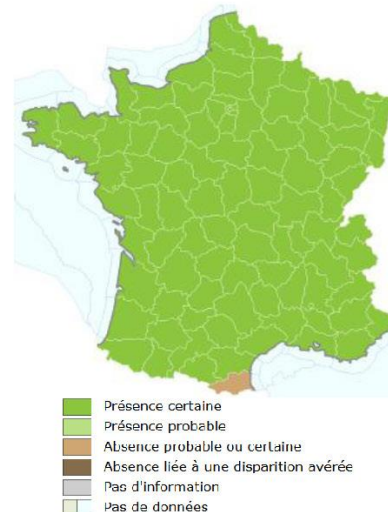 Présence certaine
Présence probable
Absence probable ou certaine
Absence liée à une disparition avérée
Pas d'information
Pas de données